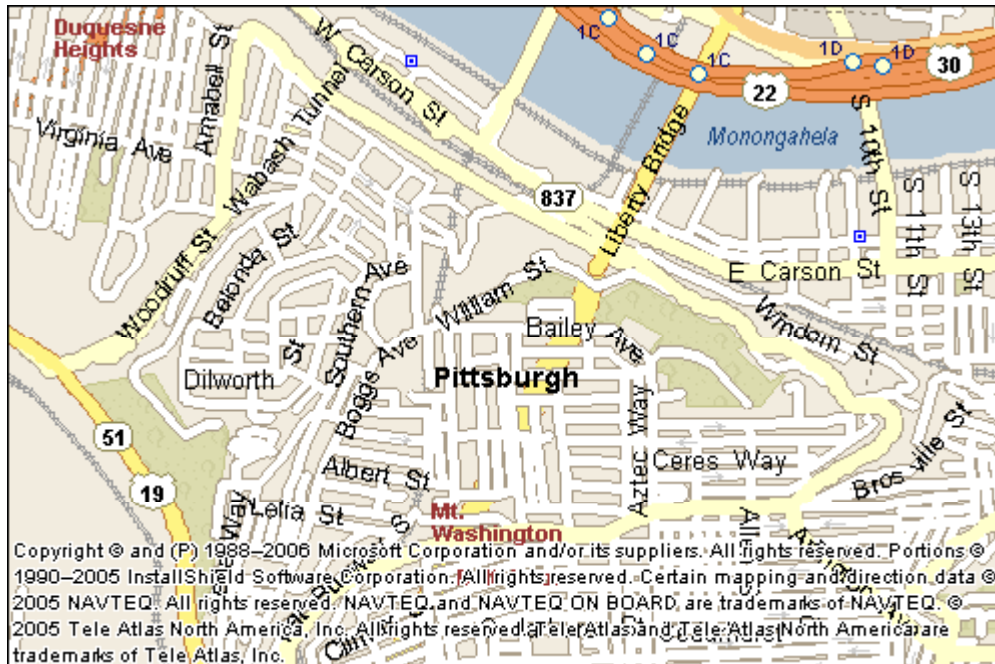 Duquesne
Heights
Amabell St
Virginia Ave
Wabash Tunnel
W Carson St
1C
1C
1C
1D
1D
22
30
Monongahela
Liberty Bridge
S 10th St
S 11th St
S 13th St
837
E Carson St
Woodruff St
Belonda St
Southern Ave
William St
Boggs Ave
Bailey Ave
Windom St
St
Dilworth
Pittsburgh
51
19
Aztec Way
Ceres Way
Albert St
Lelia St
Way
Mt.
Washington
Copyright © and (P) 1988–2006 Microsoft Corporation and/or its suppliers. All rights reserved. Portions ©
1990–2005 InstallShield Software Corporation. All rights reserved. Certain mapping and direction data ©
2005 NAVTEQ. All rights reserved. NAVTEQ and NAVTEQ ON BOARD are trademarks of NAVTEQ. ©
2005 Tele Atlas North America, Inc. All rights reserved. Tele Atlas and Tele Atlas North America are
trademarks of Tele Atlas, Inc.